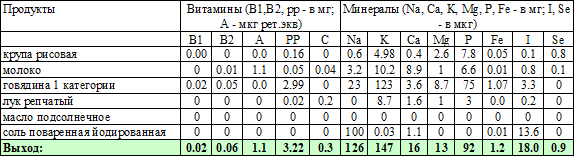 Продукты Витамины (B1,B2, pp - в мг; А - мкг рет.экв) Минералы (Na, Ca, K, Mg, P, Fe - в мг; I, Se - в мкг)
B1 B2 A PP C Na K Ca Mg P Fe I Se
крупа рисовая 0.00 0 0 0.16 0 0.6 4.98 0.4 2.6 7.8 0.05 0.1 0.8
молоко 0 0.01 1.1 0.05 0.04 3.2 10.2 8.9 1 6.6 0.01 0.8 0.1
говядина 1 категории 0.02 0.05 0.0 2.99 0 23 123 3.6 8.7 75 1.07 3.3 0
лук репчатый 0 0 0 0.02 0.2 0 8.7 1.6 1 3 0.0 0.2 0
масло подсолнечное 0 0 0 0 0 0 0 0 0 0 0 0 0
соль поваренная йодированная 0 0 0 0 0 100 0.03 1.1 0 0 0.01 13.6 0
Выход: 0.02 0.06 1.1 3.22 0.3 126 147 16 13 92 1.2 18.0 0.9